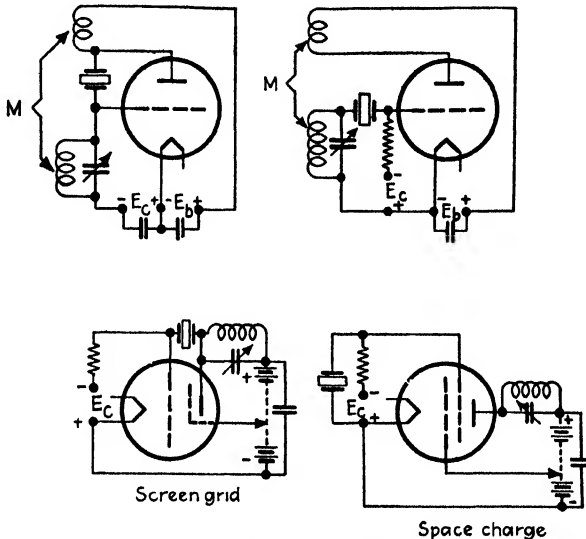 M
M
- Ec + - Eb +
- Ec +
- Eb +
+
-
- Ec +
Screen grid
- Ec +
+
-
Space charge